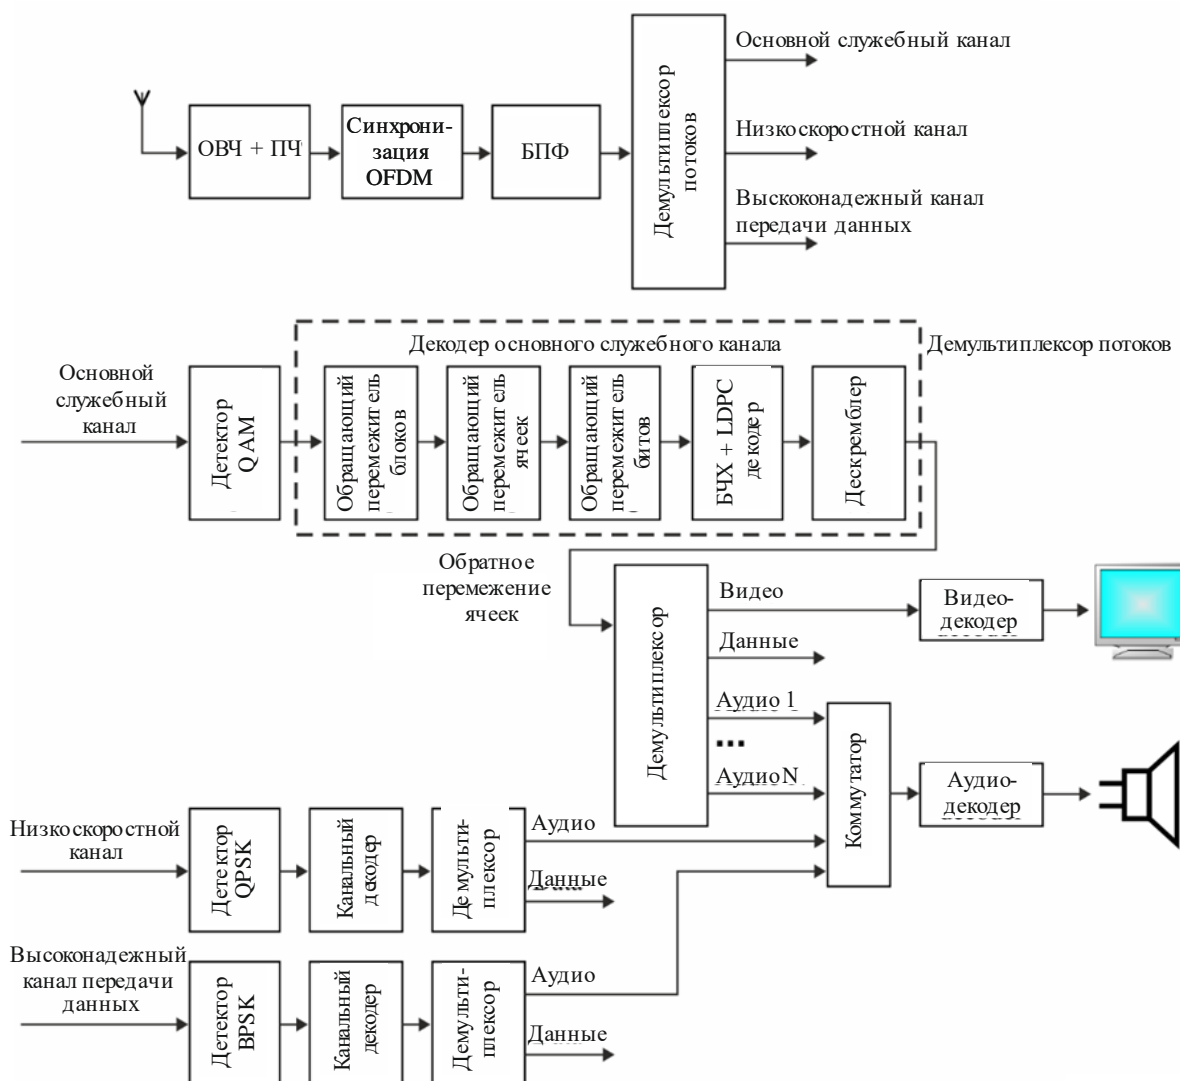 Основной служебный канал
Низкоскоростной канал
Выскоконадежный канал
передачи данных
ОВЧ + ПЧ
Синхрони-
зация
OFDM
БПФ
Демультиплексор
потоков
Декодер основного служебного канала
Демультиплексор потоков
Основной
служебный
канал
Детектор
QAM
Обращающий
перемежитель
блоков
Обращающий
перемежитель
ячеек
Обращающий
перемежитель
битов
БЧХ + LDPC
декодер
Дескремблер
Обратное
перемежение
ячеек
Демультиплексор
Видео
Данные
Аудио 1
...
Аудио N
Видео-
декодер
Коммутатор
Аудио-
декодер
Низкоскоростной
канал
Детектор
QPSK
Канальный
декодер
Демульти-
плексор
Аудио
Данные
Высоконадежный
канал передачи
данных
Детектор
BPSK
Канальный
декодер
Демульти-
плексор
Аудио
Данные